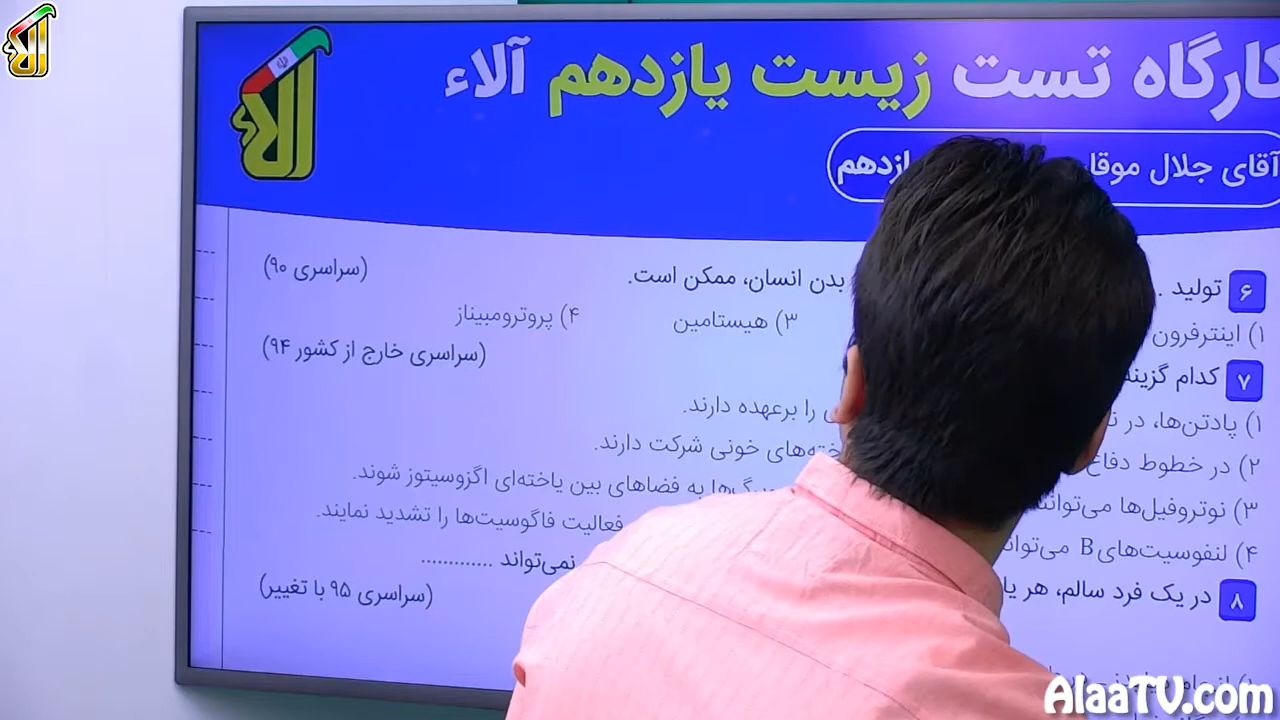 الاء
کارگاه تست زیست یازدهم آلاء
آقای جلال موقا یازدهم
۶ تولید . بدن انسان، ممکن است. (سراسری ۹۰)
۱) اینترفرون ۳) هیستامین ۴) پروترومبیناز
۷ کدام گزینه (سراسری خارج از کشور ۹۴)
۱) پادتن‌ها، در را برعهده دارند.
۲) در خطوط دفاع یاخته‌های خونی شرکت دارند.
۳) نوتروفیل‌ها می‌توانند به فضاهای بین یاخته‌ای اگزوسیتوز شوند.
۴) لنفوسیت‌های B فعالیت فاگوسیت‌ها را تشدید نمایند.
۸ در یک فرد سالم، هر نمی‌تواند .............
(سراسری ۹۵ با تغییر)
AlaaTV.com